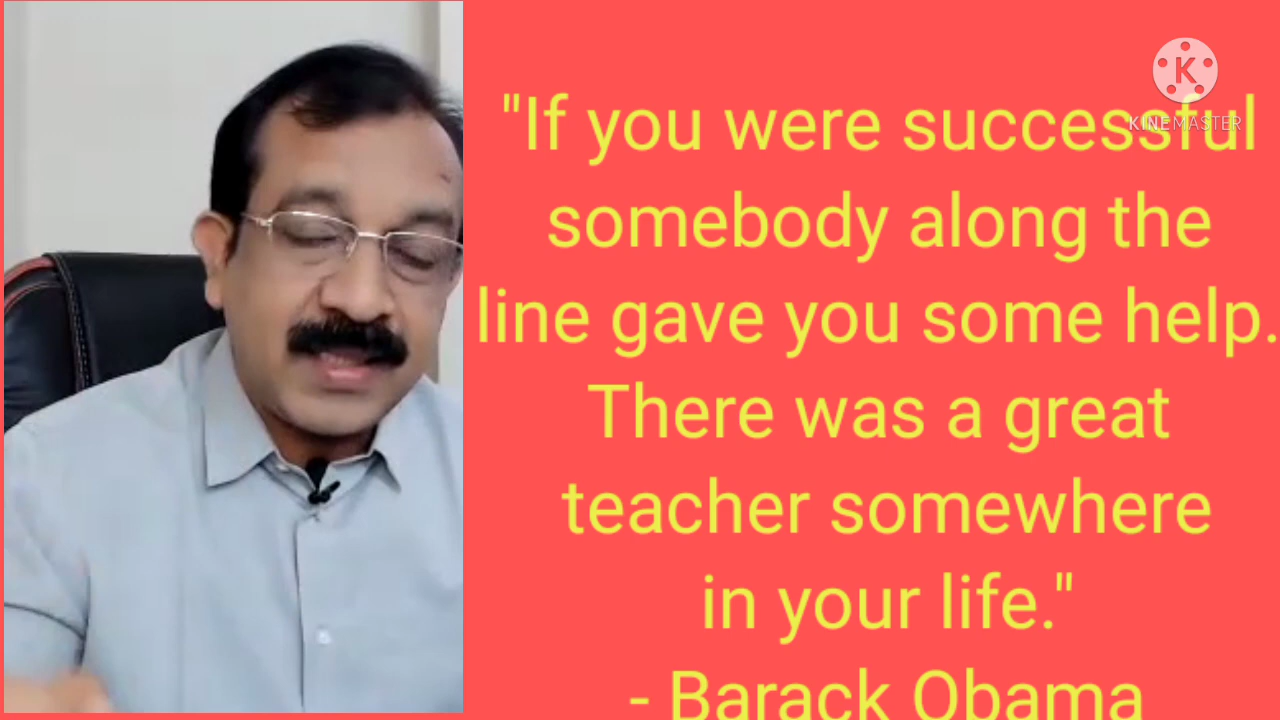 K
KINEMASTER
"If you were successful
somebody along the
line gave you some help.
There was a great
teacher somewhere
in your life."
- Barack Obama